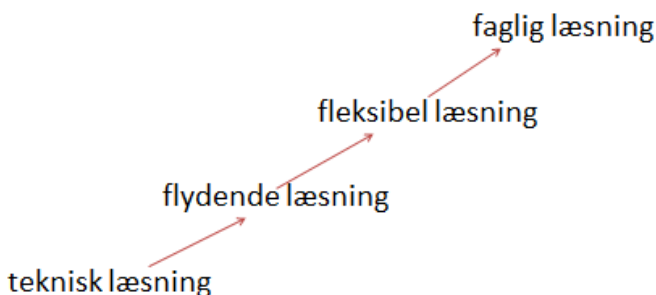 faglig læsning
fleksibel læsning
flydende læsning
teknisk læsning